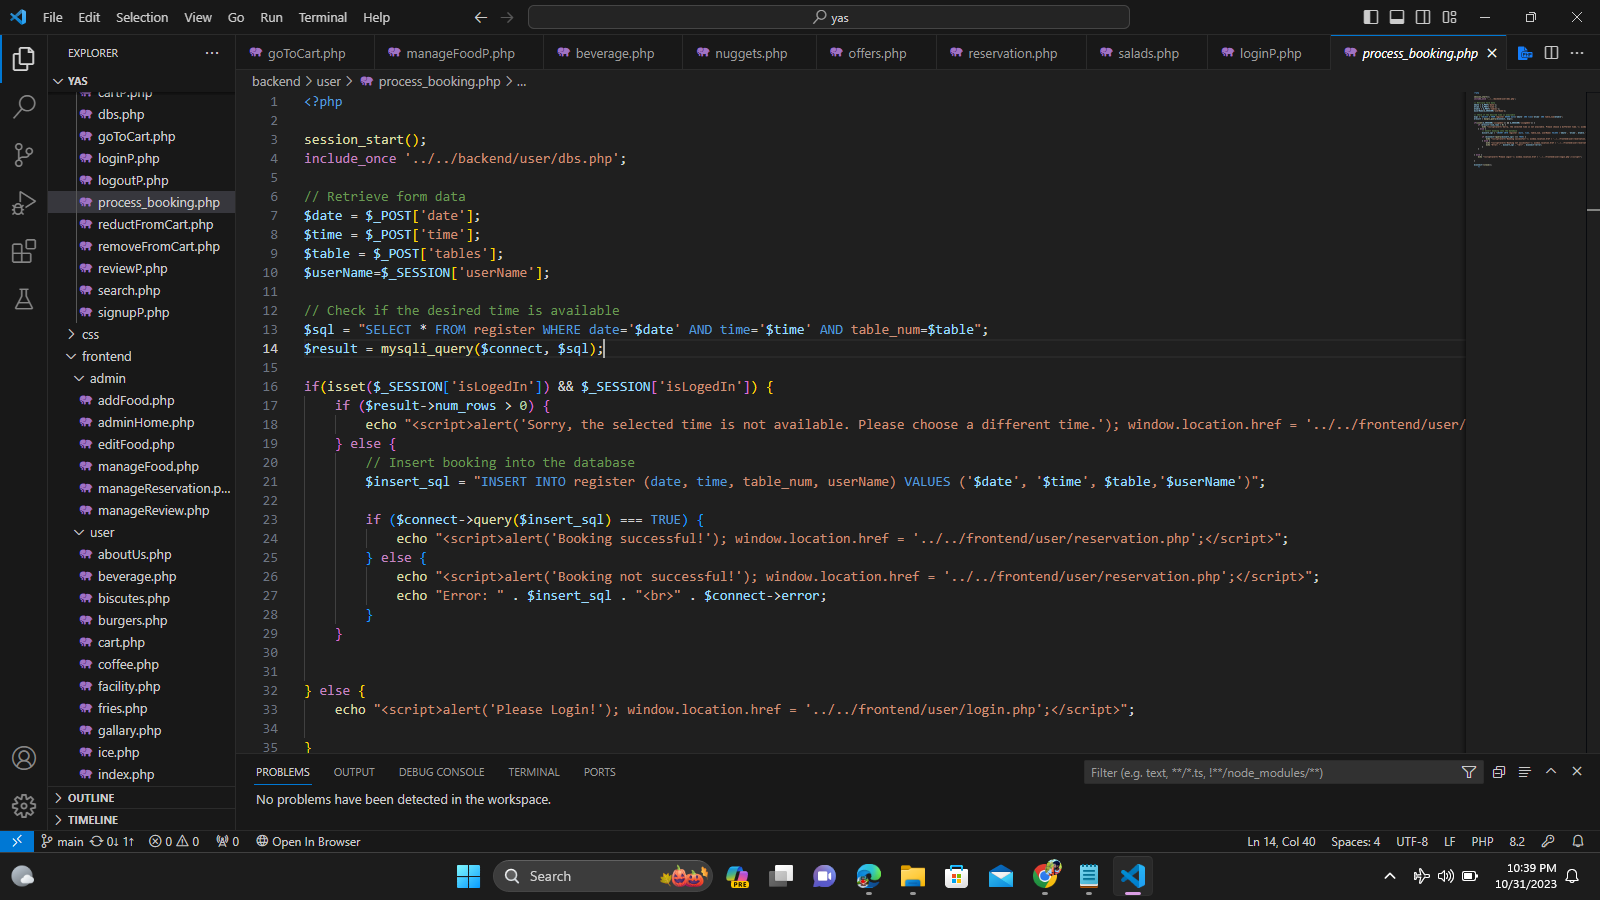 File Edit Selection View Go Run Terminal Help
yas
EXPLORER
goToCart.php manageFoodP.php beverage.php nuggets.php offers.php reservation.php salads.php loginP.php process_booking.php
YAS
backend > user > process_booking.php > ...
cartP.php
dbs.php
goToCart.php
loginP.php
logoutP.php
process_booking.php
reductFromCart.php
removeFromCart.php
reviewP.php
search.php
signupP.php
css
frontend
admin
addFood.php
adminHome.php
editFood.php
manageFood.php
manageReservation.p...
manageReview.php
user
aboutUs.php
beverage.php
biscutes.php
burgers.php
cart.php
coffee.php
facility.php
fries.php
gallary.php
ice.php
index.php
OUTLINE
TIMELINE
1 <?php
2
3 session_start();
4 include_once '../../backend/user/dbs.php';
5
6 // Retrieve form data
7 $date = $_POST['date'];
8 $time = $_POST['time'];
9 $table = $_POST['tables'];
10 $userName=$_SESSION['userName'];
11
12 // Check if the desired time is available
13 $sql = "SELECT * FROM register WHERE date='$date' AND time='$time' AND table_num=$table";
14 $result = mysqli_query($connect, $sql);
15
16 if(isset($_SESSION['isLogedIn']) && $_SESSION['isLogedIn']) {
17 if ($result->num_rows > 0) {
18 echo "<script>alert('Sorry, the selected time is not available. Please choose a different time.'); window.location.href = '../../frontend/user/
19 } else {
20 // Insert booking into the database
21 $insert_sql = "INSERT INTO register (date, time, table_num, userName) VALUES ('$date', '$time', $table,'$userName')";
22
23 if ($connect->query($insert_sql) === TRUE) {
24 echo "<script>alert('Booking successful!'); window.location.href = '../../frontend/user/reservation.php';</script>";
25 } else {
26 echo "<script>alert('Booking not successful!'); window.location.href = '../../frontend/user/reservation.php';</script>";
27 echo "Error: " . $insert_sql . "<br>" . $connect->error;
28 }
29 }
30
31
32 } else {
33 echo "<script>alert('Please Login!'); window.location.href = '../../frontend/user/login.php';</script>";
34
35 }
PROBLEMS OUTPUT DEBUG CONSOLE TERMINAL PORTS
Filter (e.g. text, **/*.ts, !**/node_modules/**)
No problems have been detected in the workspace.
main 0↓ 1↑ 0 0 0 Open In Browser
Ln 14, Col 40 Spaces: 4 UTF-8 LF PHP 8.2
Search
PRE
10:39 PM
10/31/2023